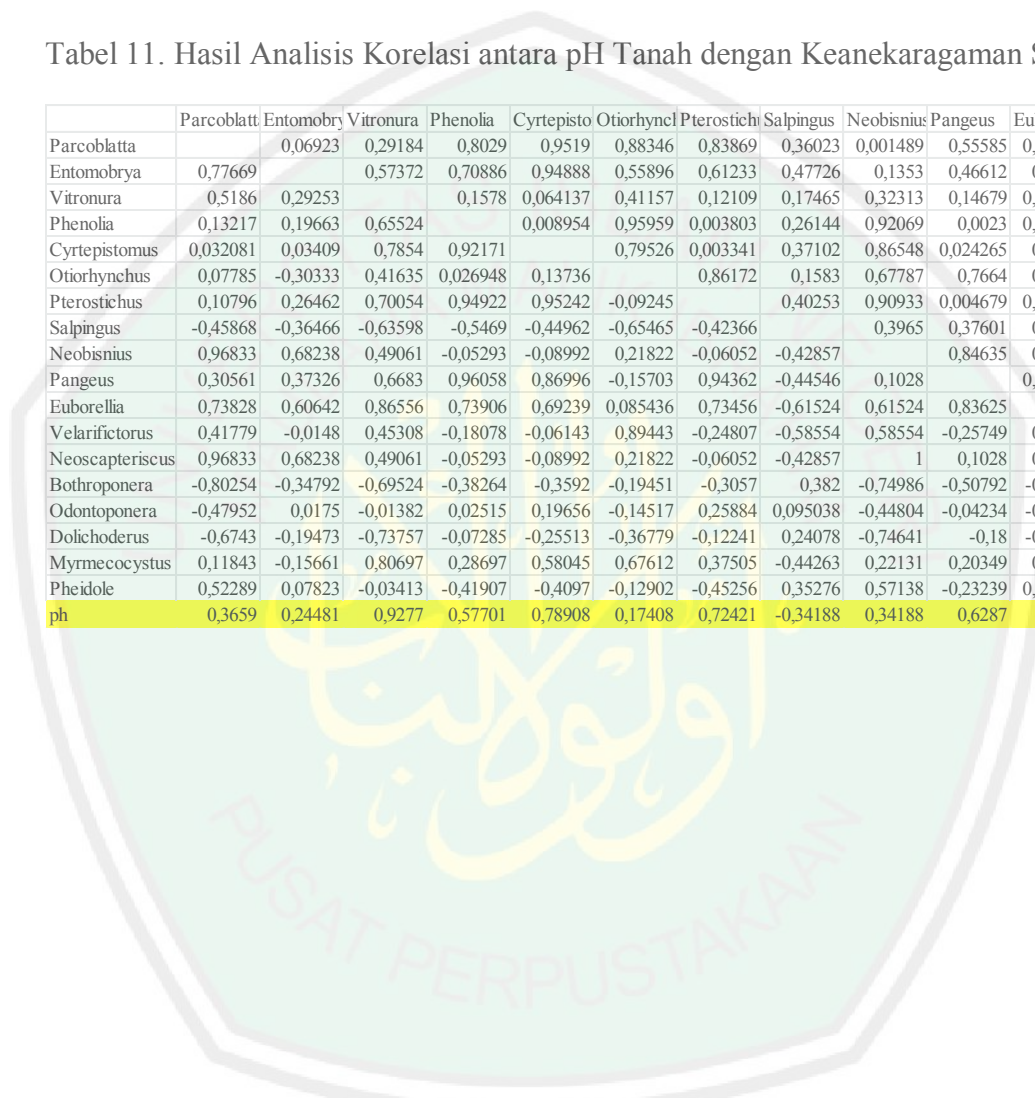 Tabel 11. Hasil Analisis Korelasi antara pH Tanah dengan Keanekaragaman S
Parcoblatt Entomobry Vitronura Phenolia Cyrtepisto Otiorhyncl Pterostich Salpingus Neobisnius Pangeus Eu
Parcoblatta 0,06923 0,29184 0,8029 0,9519 0,88346 0,83869 0,36023 0,001489 0,55585 0,
Entomobrya 0,77669 0,57372 0,70886 0,94888 0,55896 0,61233 0,47726 0,1353 0,46612
Vitronura 0,5186 0,29253 0,1578 0,064137 0,41157 0,12109 0,17465 0,32313 0,14679 0,
Phenolia 0,13217 0,19663 0,65524 0,008954 0,95959 0,003803 0,26144 0,92069 0,0023 0,
Cyrtepistomus 0,032081 0,03409 0,7854 0,92171 0,79526 0,003341 0,37102 0,86548 0,024265
Otiorhynchus 0,07785 -0,30333 0,41635 0,026948 0,13736 0,86172 0,1583 0,67787 0,7664
Pterostichus 0,10796 0,26462 0,70054 0,94922 0,95242 -0,09245 0,40253 0,90933 0,004679 0,
Salpingus -0,45868 -0,36466 -0,63598 -0,5469 -0,44962 -0,65465 -0,42366 0,3965 0,37601
Neobisnius 0,96833 0,68238 0,49061 -0,05293 -0,08992 0,21822 -0,06052 -0,42857 0,84635
Pangeus 0,30561 0,37326 0,6683 0,96058 0,86996 -0,15703 0,94362 -0,44546 0,1028 0,
Euborellia 0,73828 0,60642 0,86556 0,73906 0,69239 0,085436 0,73456 -0,61524 0,61524 0,83625
Velarifictorus 0,41779 -0,0148 0,45308 -0,18078 -0,06143 0,89443 -0,24807 -0,58554 0,58554 -0,25749
Neoscapteriscus 0,96833 0,68238 0,49061 -0,05293 -0,08992 0,21822 -0,06052 -0,42857 1 0,1028
Bothroponera -0,80254 -0,34792 -0,69524 -0,38264 -0,3592 -0,19451 -0,3057 0,382 -0,74986 -0,50792
Odontoponera -0,47952 0,0175 -0,01382 0,02515 0,19656 -0,14517 0,25884 0,095038 -0,44804 -0,04234
Dolichoderus -0,6743 -0,19473 -0,73757 -0,07285 -0,25513 -0,36779 -0,12241 0,24078 -0,74641 -0,18
Myrmecocystus 0,11843 -0,15661 0,80697 0,28697 0,58045 0,67612 0,37505 -0,44263 0,22131 0,20349
Pheidole 0,52289 0,07823 -0,03413 -0,41907 -0,4097 -0,12902 -0,45256 0,35276 0,57138 -0,23239 0,
ph 0,3659 0,24481 0,9277 0,57701 0,78908 0,17408 0,72421 -0,34188 0,34188 0,6287
PUSAT PERPUSTAKAAN